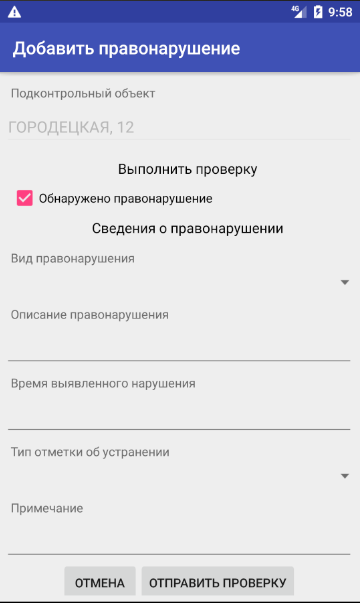 4G 9:58
Добавить правонарушение
Подконтрольный объект
ГОРОДЕЦКАЯ, 12
Выполнить проверку
Обнаружено правонарушение
Сведения о правонарушении
Вид правонарушения
Описание правонарушения
Время выявленного нарушения
Тип отметки об устранении
Примечание
ОТМЕНА ОТПРАВИТЬ ПРОВЕРКУ